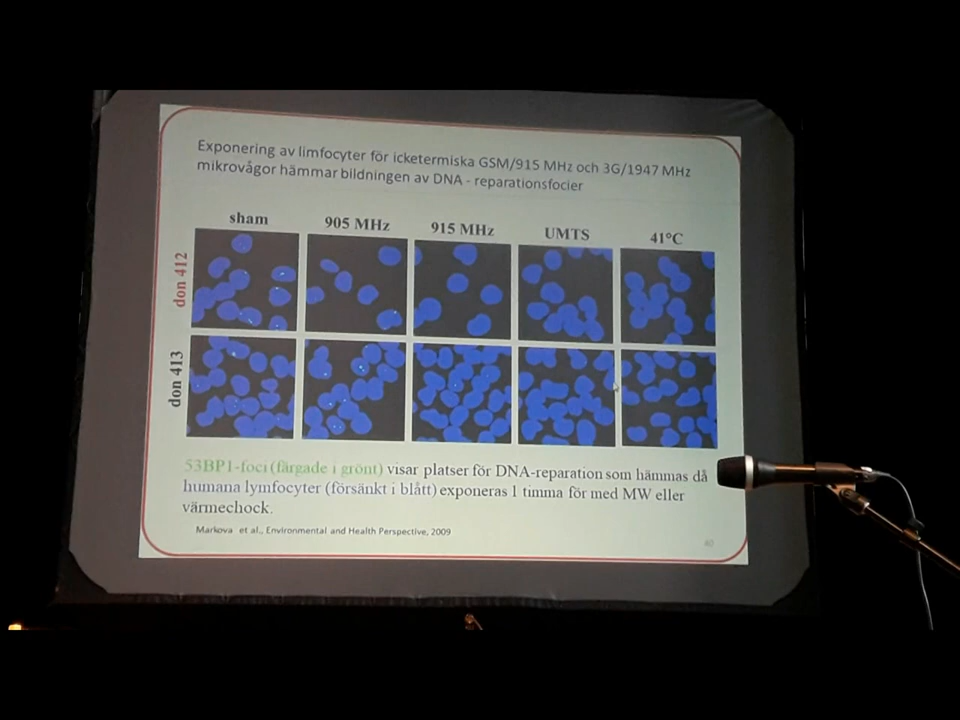 Exponering av limfocyter för icketermiska GSM/915 MHz och 3G/1947 MHz
mikrovågor hämmar bildningen av DNA - reparationsfocier
sham 905 MHz 915 MHz UMTS 41°C
don 412
don 413
53BP1-foci (färgade i grönt) visar platser för DNA-reparation som hämmas då
humana lymfocyter (försänkt i blått) exponeras 1 timma för med MW eller
värmechock.
Markova et al., Environmental and Health Perspective, 2009
40